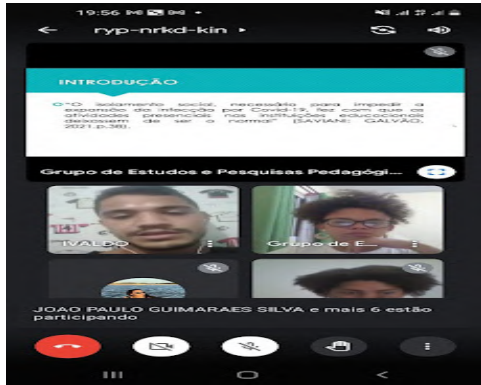 19:56
ryp-nrkd-kin
INTRODUÇÃO
"O isolamento social, necessário para impedir a
expansão da infecção por Covid-19, fez com que as
atividades presenciais nas instituições educacionais
deixassem de ser o normal" (SAVIANI; GALVÃO,
2021,p.38).
Grupo de Estudos e Pesquisas Pedagógi...
IVALDO
Grupo de E...
JOAO PAULO GUIMARAES SILVA e mais 6 estão
participando